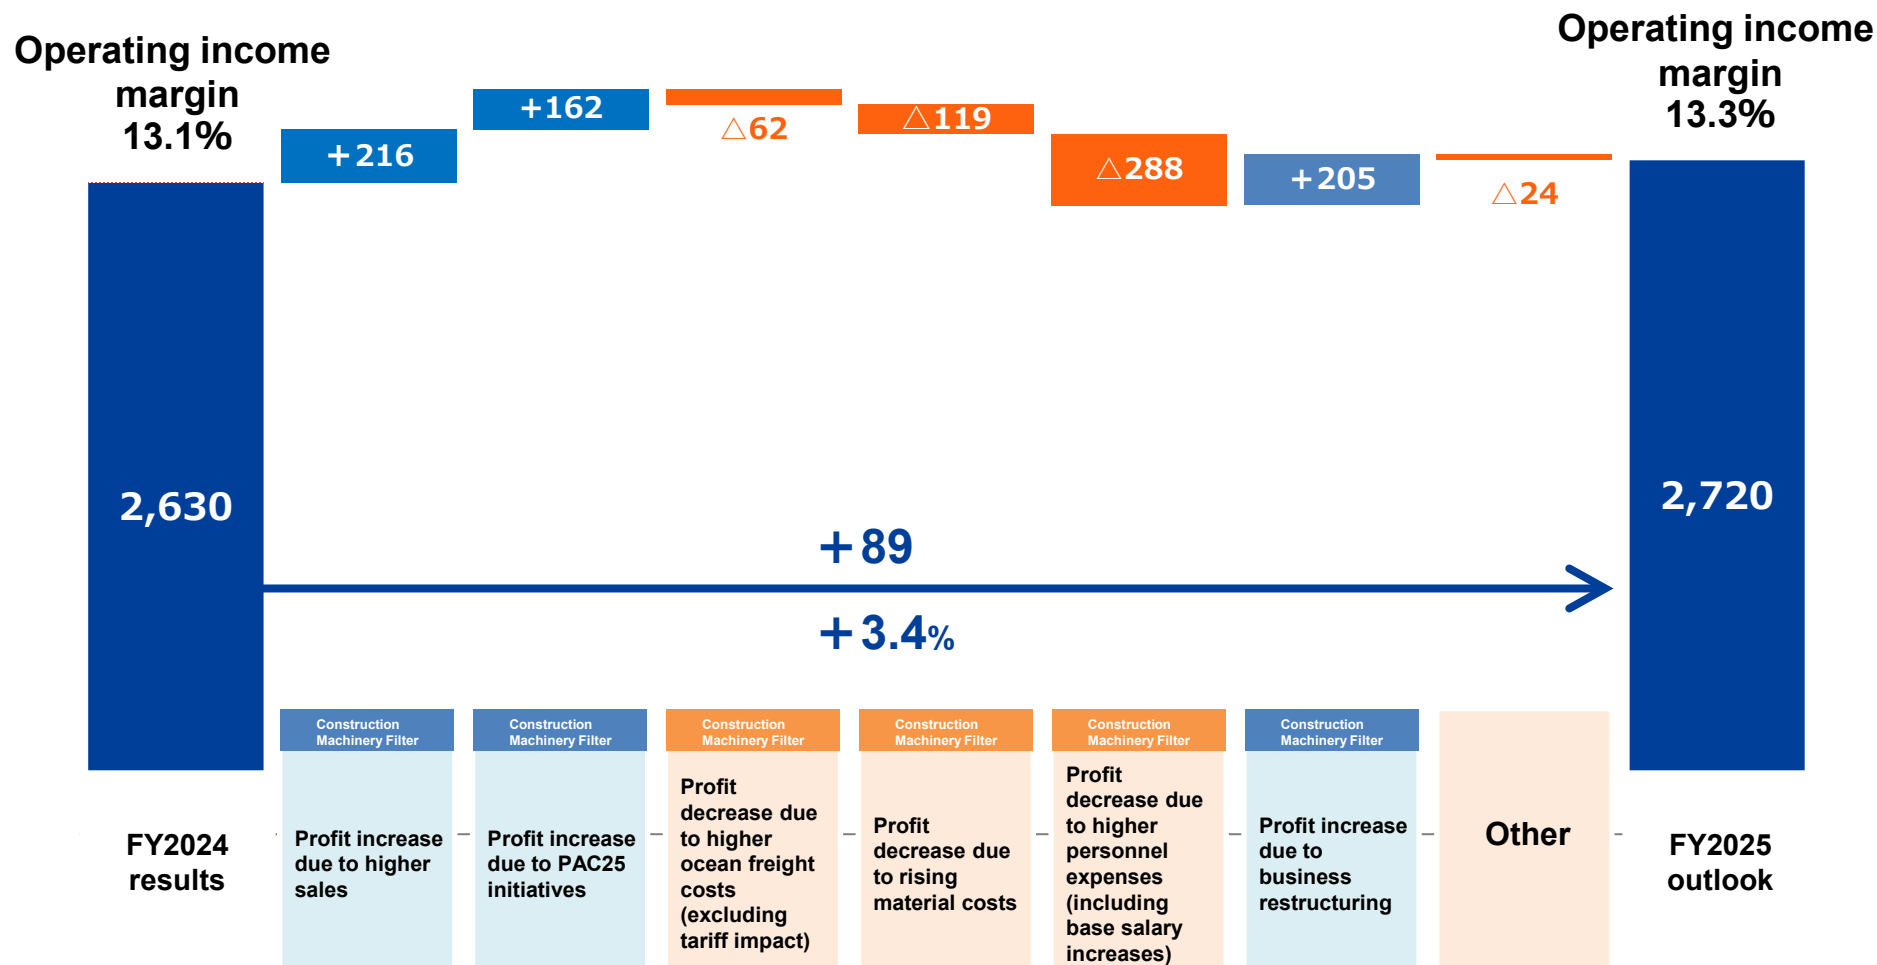 Operating income
margin
13.1%
Operating income
margin
13.3%
+216
+162
△62
△119
△288
+205
△24
2,630
2,720
+89
+3.4%
Construction
Machinery Filter
Construction
Machinery Filter
Construction
Machinery Filter
Construction
Machinery Filter
Construction
Machinery Filter
Construction
Machinery Filter
FY2024
results
Profit increase
due to higher
sales
Profit increase
due to PAC25
initiatives
Profit
decrease due
to higher
ocean freight
costs
(excluding
tariff impact)
Profit
decrease due
to rising
material costs
Profit
decrease due
to higher
personnel
expenses
(including
base salary
increases)
Profit increase
due to
business
restructuring
Other
FY2025
outlook